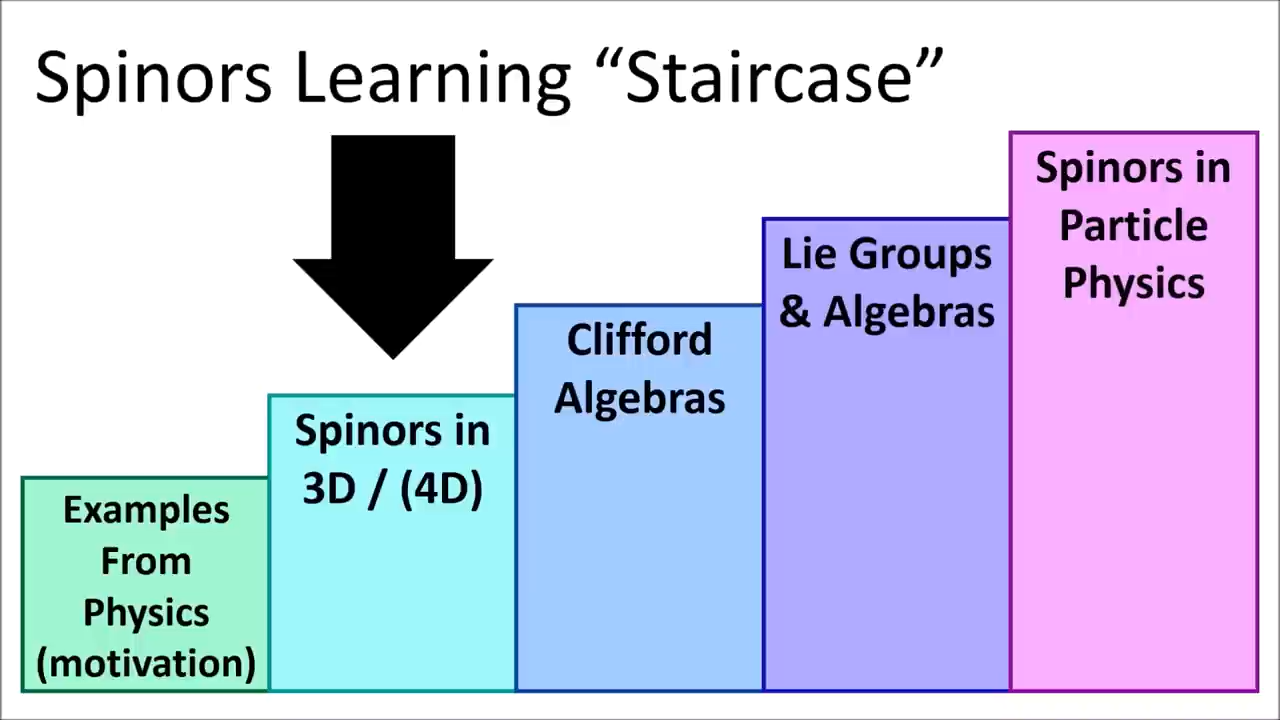 Spinors Learning “Staircase”
Examples
From
Physics
(motivation)
Spinors in
3D / (4D)
Clifford
Algebras
Lie Groups
& Algebras
Spinors in
Particle
Physics